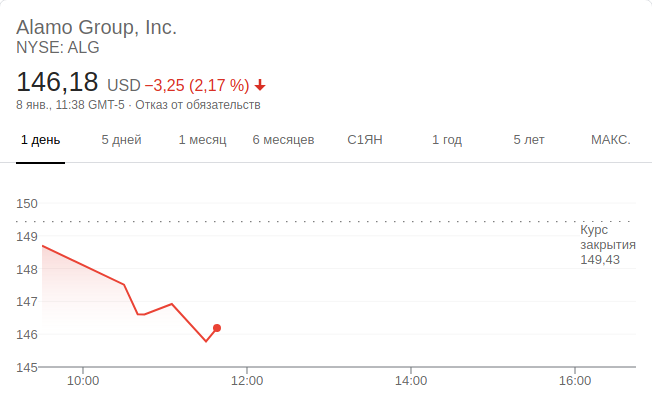 Alamo Group, Inc.
NYSE: ALG
146,18 USD −3,25 (2,17 %)
8 янв., 11:38 GMT-5 · Отказ от обязательств
1 день 5 дней 1 месяц 6 месяцев С1ЯН 1 год 5 лет МАКС.
150
149
148
147
146
145
Курс
закрытия
149,43
10:00 12:00 14:00 16:00